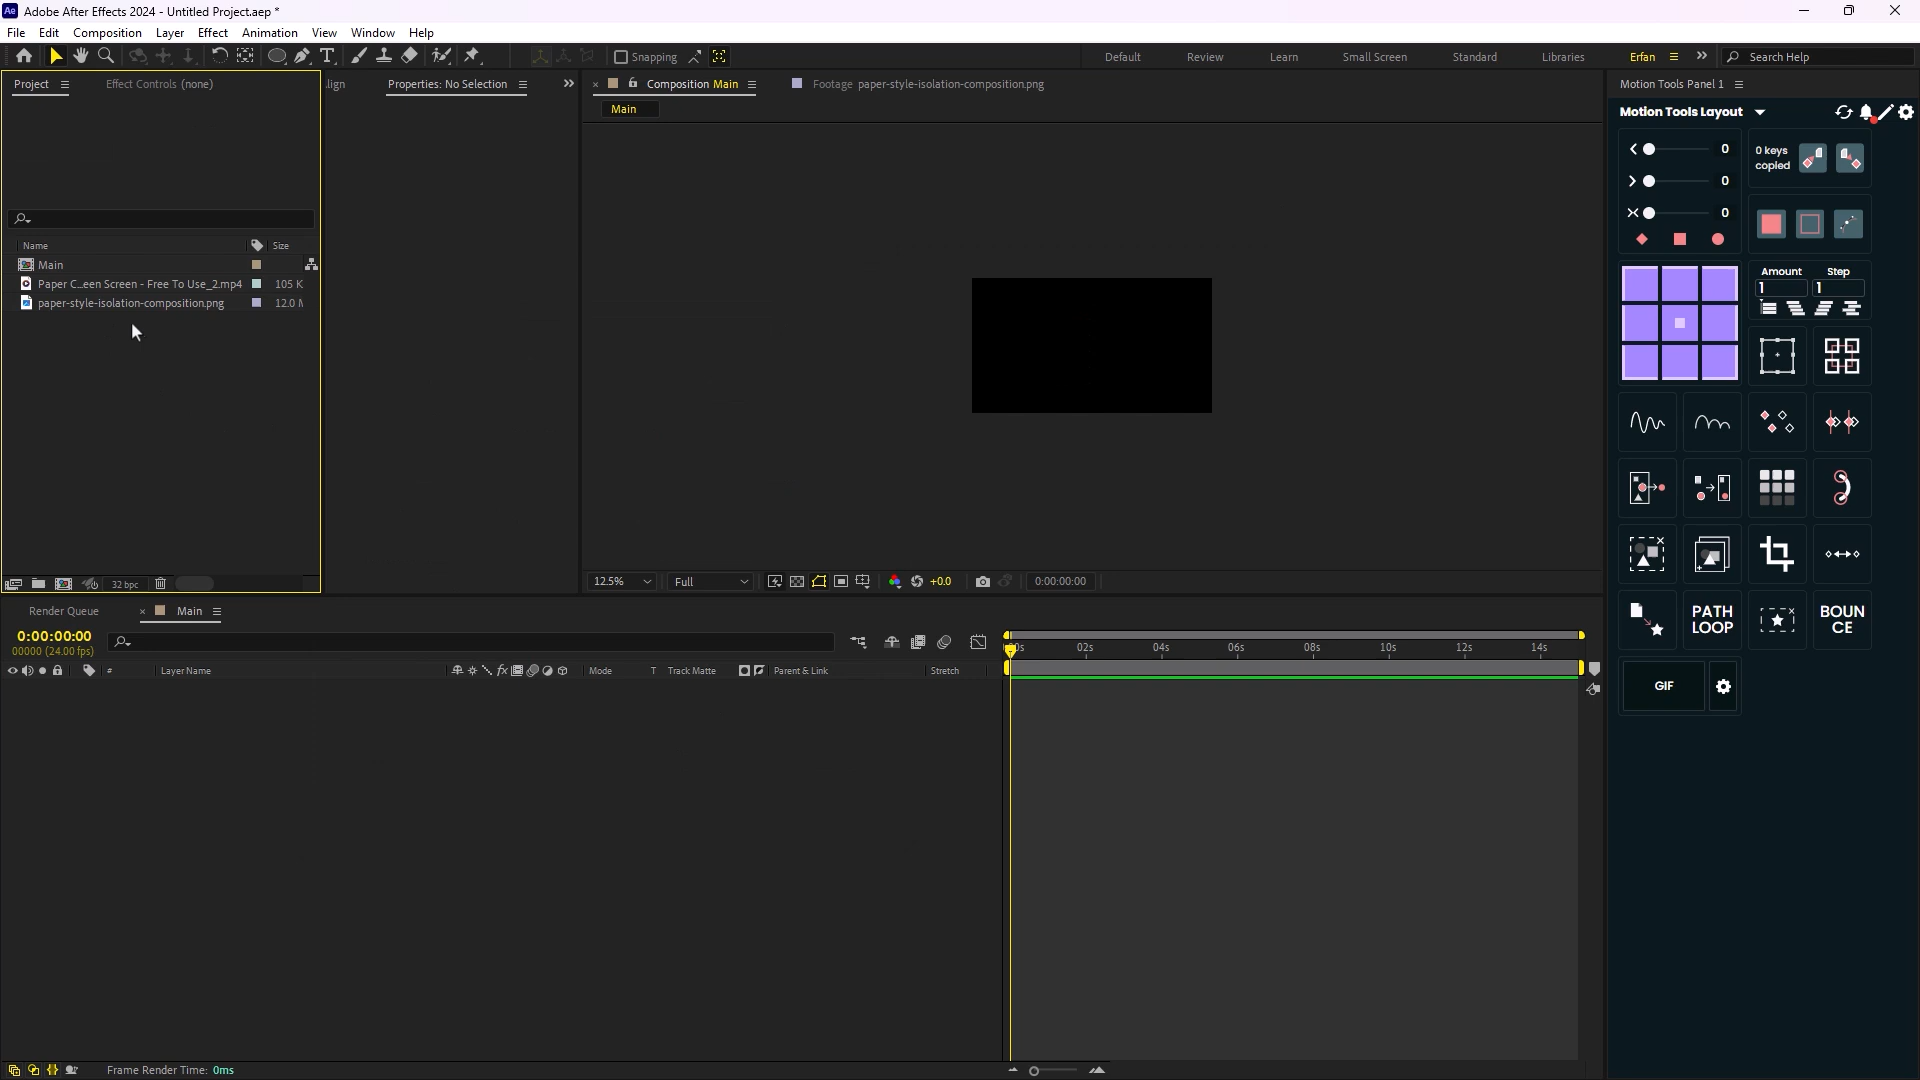 Ae Adobe After Effects 2024 - Untitled Project.aep *
File Edit Composition Layer Effect Animation View Window Help
Snapping Default Review Learn Small Screen Standard Libraries Erfan Search Help
Project Effect Controls (none) lign Properties: No Selection Composition Main Footage paper-style-isolation-composition.png Motion Tools Panel 1
Main
Motion Tools Layout
0
0 keys
copied
0
0
Name Size
Main
Paper C...een Screen - Free To Use_2.mp4 105 K
paper-style-isolation-composition.png 12.0
Amount Step
1 1
PATH
LOOP
BOUN
CE
GIF
32 bpc
12.5% Full +0.0 0:00:00:00
Render Queue Main
0:00:00:00
00000 (24.00 fps)
# Layer Name fx Mode T Track Matte Parent & Link Stretch
0s 02s 04s 06s 08s 10s 12s 14s
Frame Render Time: 0ms